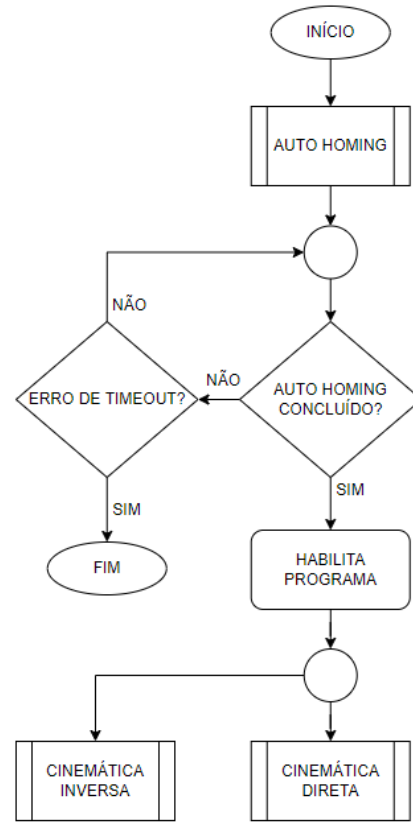 INÍCIO
AUTO HOMING
NÃO
ERRO DE TIMEOUT?
NÃO
AUTO HOMING
CONCLUÍDO?
SIM
SIM
FIM
HABILITA
PROGRAMA
CINEMÁTICA
INVERSA
CINEMÁTICA
DIRETA